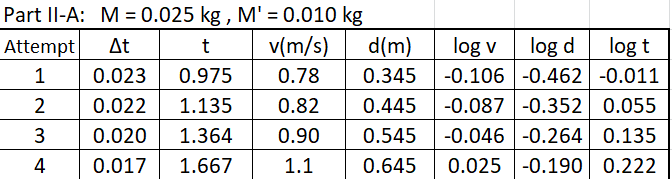 Part II-A: M = 0.025 kg , M' = 0.010 kg
Attempt Δt t v(m/s) d(m) log v log d log t
1 0.023 0.975 0.78 0.345 -0.106 -0.462 -0.011
2 0.022 1.135 0.82 0.445 -0.087 -0.352 0.055
3 0.020 1.364 0.90 0.545 -0.046 -0.264 0.135
4 0.017 1.667 1.1 0.645 0.025 -0.190 0.222